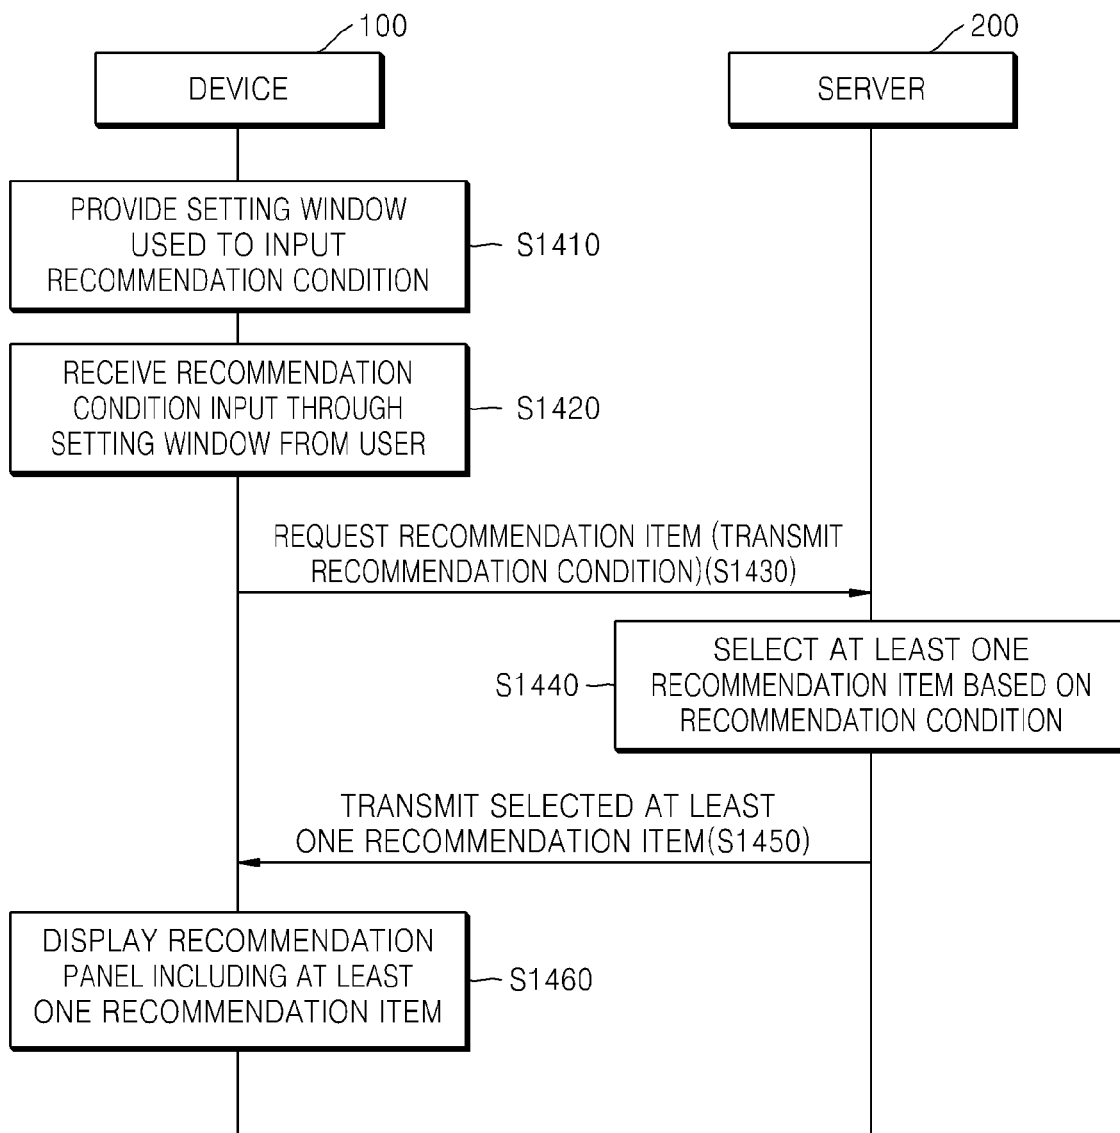 100
200
DEVICE
SERVER
PROVIDE SETTING WINDOW
USED TO INPUT
RECOMMENDATION CONDITION
S1410
RECEIVE RECOMMENDATION
CONDITION INPUT THROUGH
SETTING WINDOW FROM USER
S1420
REQUEST RECOMMENDATION ITEM (TRANSMIT
RECOMMENDATION CONDITION)(S1430)
SELECT AT LEAST ONE
RECOMMENDATION ITEM BASED ON
RECOMMENDATION CONDITION
S1440
TRANSMIT SELECTED AT LEAST
ONE RECOMMENDATION ITEM(S1450)
DISPLAY RECOMMENDATION
PANEL INCLUDING AT LEAST
ONE RECOMMENDATION ITEM
S1460